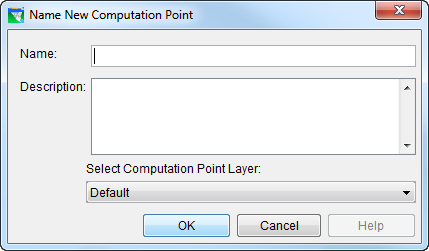 Name New Computation Point
Name:
Description:
Select Computation Point Layer:
Default
OK Cancel Help